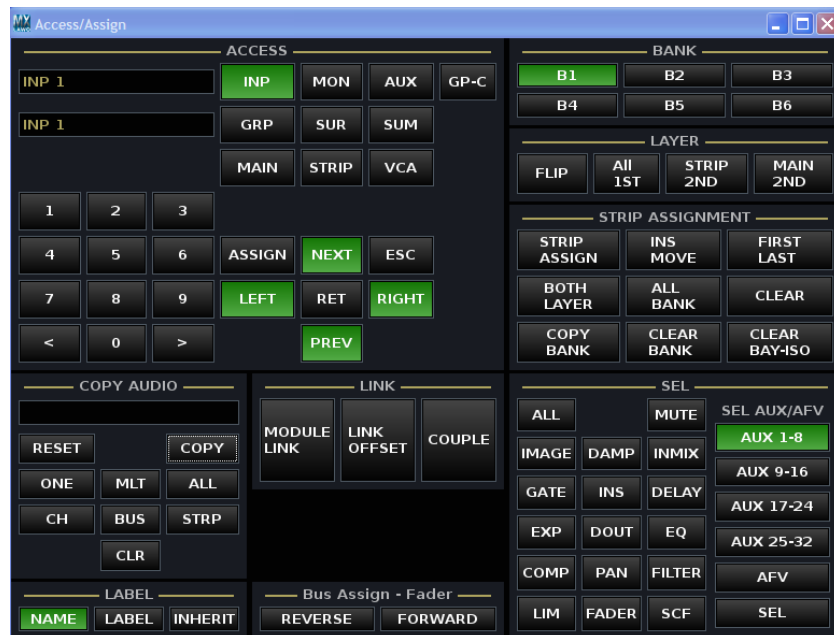 MX Access/Assign
ACCESS
INP 1
INP MON AUX GP-C
INP 1
GRP SUR SUM
MAIN STRIP VCA
1 2 3
4 5 6 ASSIGN NEXT ESC
7 8 9 LEFT RET RIGHT
< 0 > PREV
BANK
B1 B2 B3
B4 B5 B6
LAYER
FLIP
All
1ST
STRIP
2ND
MAIN
2ND
STRIP ASSIGNMENT
STRIP
ASSIGN
INS
MOVE
FIRST
LAST
BOTH
LAYER
ALL
BANK
CLEAR
COPY
BANK
CLEAR
BANK
CLEAR
BAY-ISO
COPY AUDIO
RESET COPY
ONE MLT ALL
CH BUS STRP
CLR
LINK
MODULE
LINK
LINK
OFFSET
COUPLE
SEL
ALL MUTE
IMAGE DAMP INMIX
GATE INS DELAY
EXP DOUT EQ
COMP PAN FILTER
LIM FADER SCF
SEL AUX/AFV
AUX 1-8
AUX 9-16
AUX 17-24
AUX 25-32
AFV
SEL
LABEL
NAME LABEL INHERIT
Bus Assign - Fader
REVERSE FORWARD